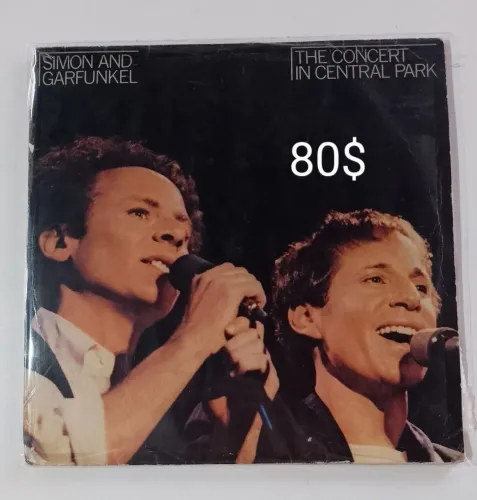 SIMON AND
GARFUNKEL
THE CONCERT
IN CENTRAL PARK
80$